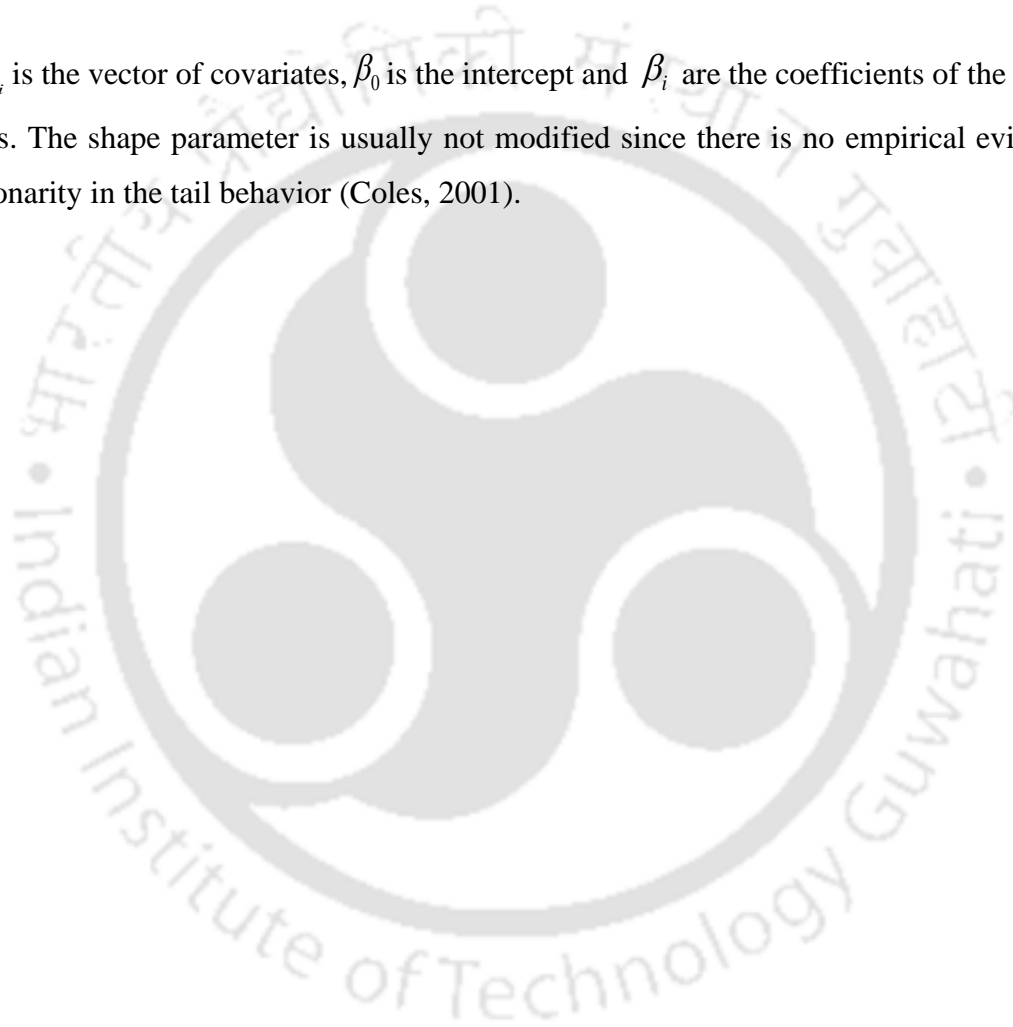 i is the vector of covariates, β0 is the intercept and βi are the coefficients of the
s. The shape parameter is usually not modified since there is no empirical evi
onarity in the tail behavior (Coles, 2001).
भारतीय प्रौद्योगिकी संस्थान गुवाहाटी
Indian Institute of Technology Guwahati